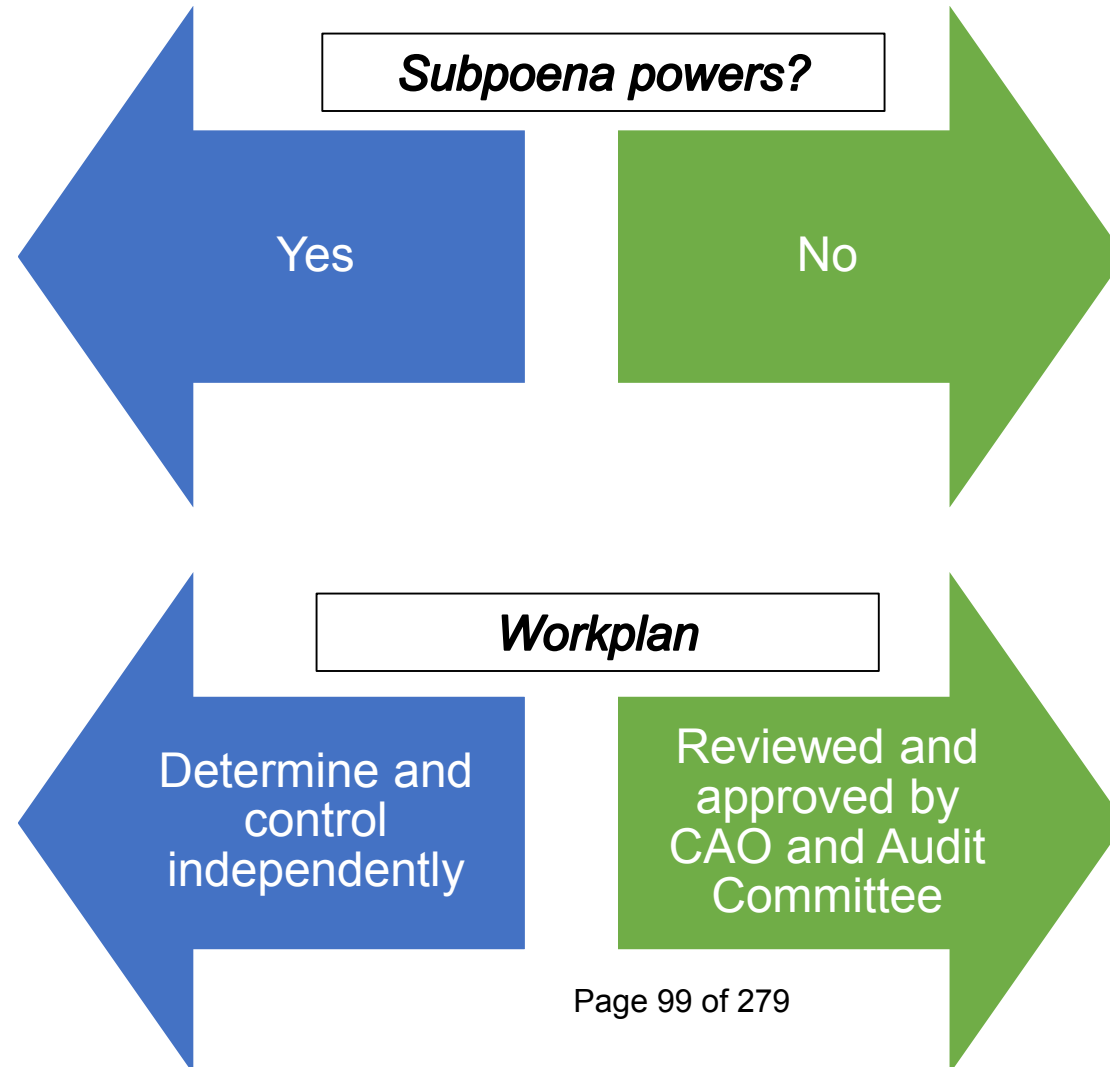 Subpoena powers?
Yes
No
Workplan
Determine and
control
independently
Reviewed and
approved by
CAO and Audit
Committee
Page 99 of 279